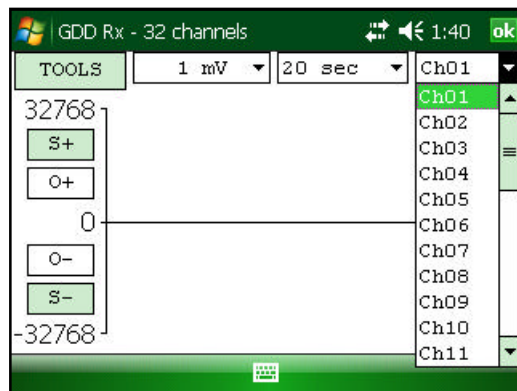 GDD Rx - 32 channels 1:40 ok
TOOLS 1 mV 20 sec Ch01
32768
S+
O+
0
O-
S-
-32768
Ch01
Ch02
Ch03
Ch04
Ch05
Ch06
Ch07
Ch08
Ch09
Ch10
Ch11